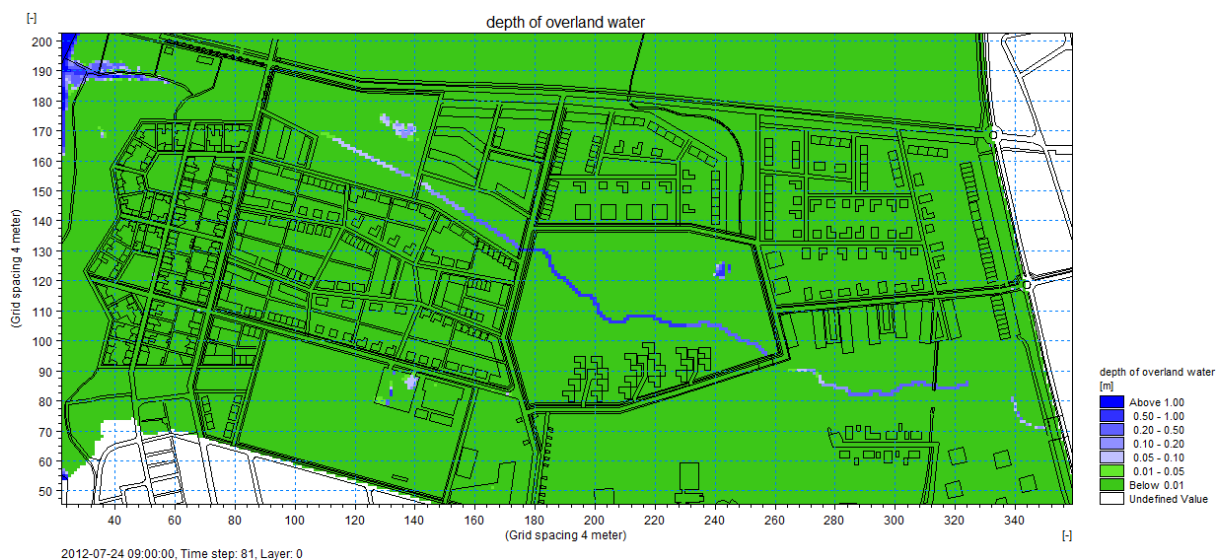 depth of overland water
[-]
200
190
180
170
160
150
140
130
120
110
100
90
80
70
60
50
(Grid spacing 4 meter)
40 60 80 100 120 140 160 180 200 220 240 260 280 300 320 340
(Grid spacing 4 meter)
[-]
2012-07-24 09:00:00, Time step: 81, Layer: 0
depth of overland water
[m]
Above 1.00
0.50 - 1.00
0.20 - 0.50
0.10 - 0.20
0.05 - 0.10
0.01 - 0.05
Below 0.01
Undefined Value